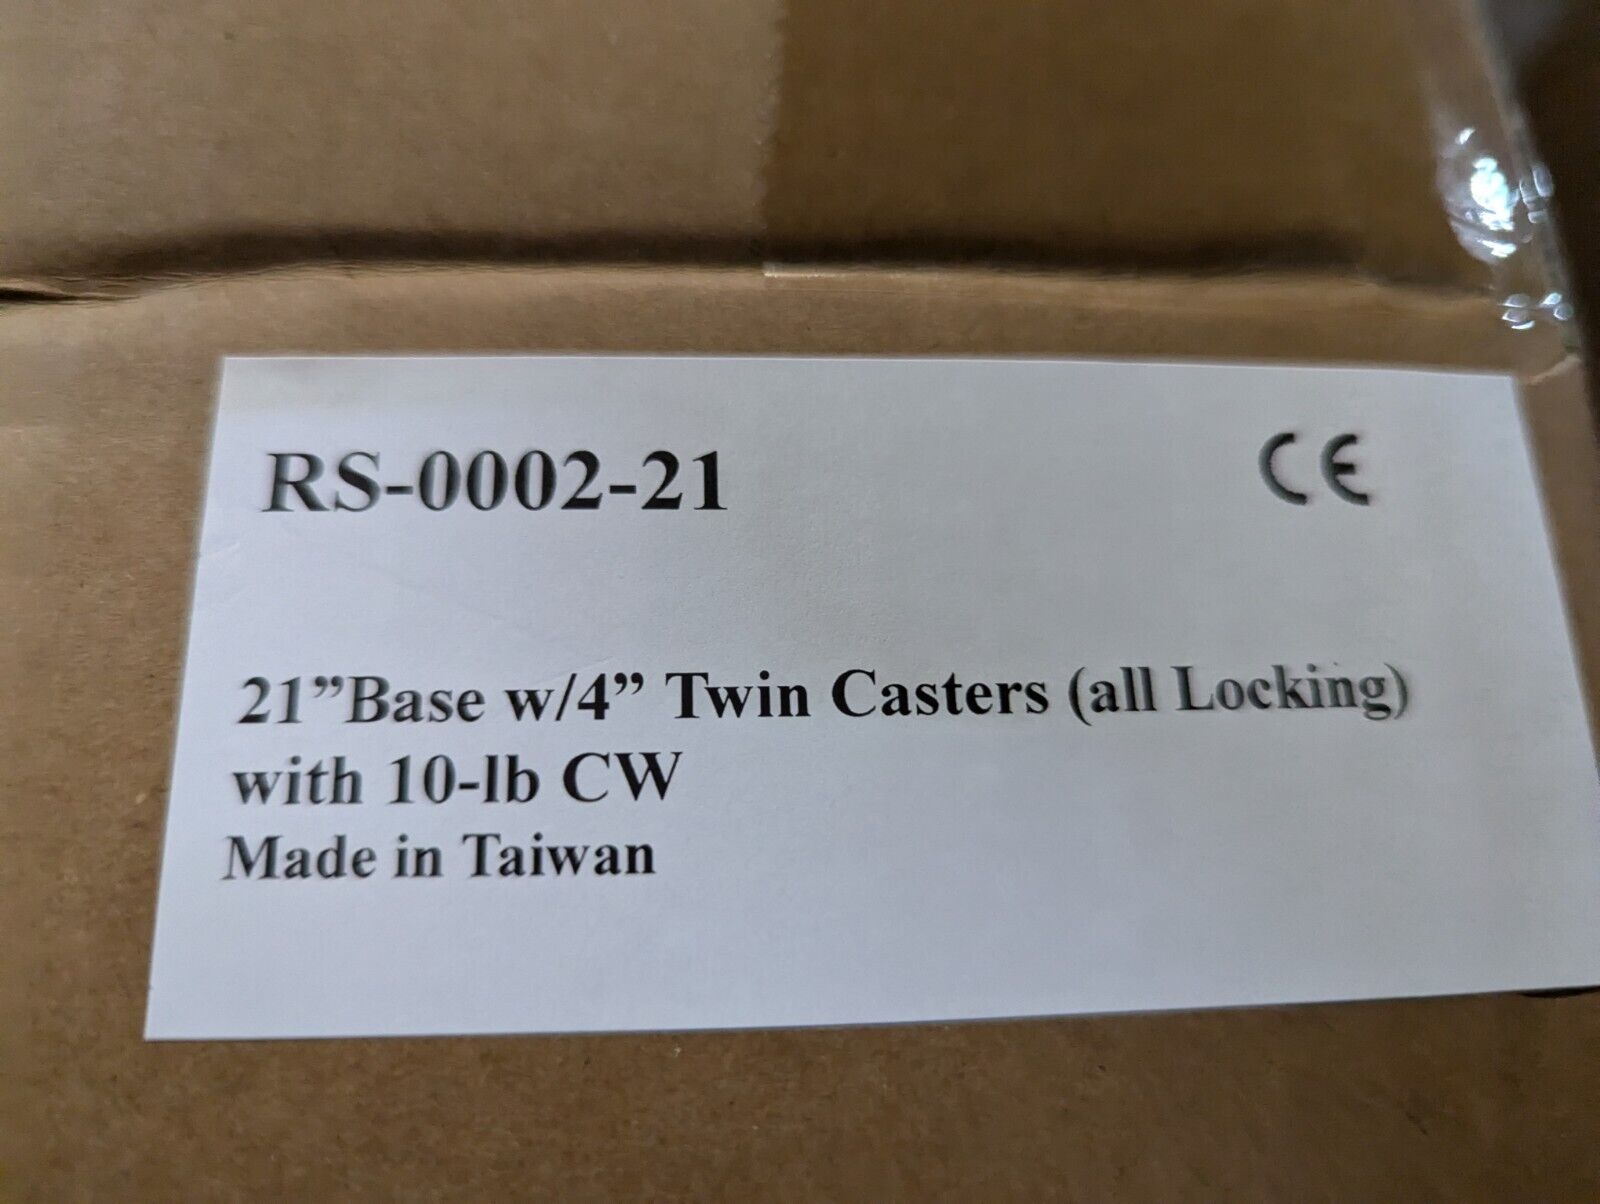 RS-0002-21 CE
21”Base w/4” Twin Casters (all Locking)
with 10-lb CW
Made in Taiwan